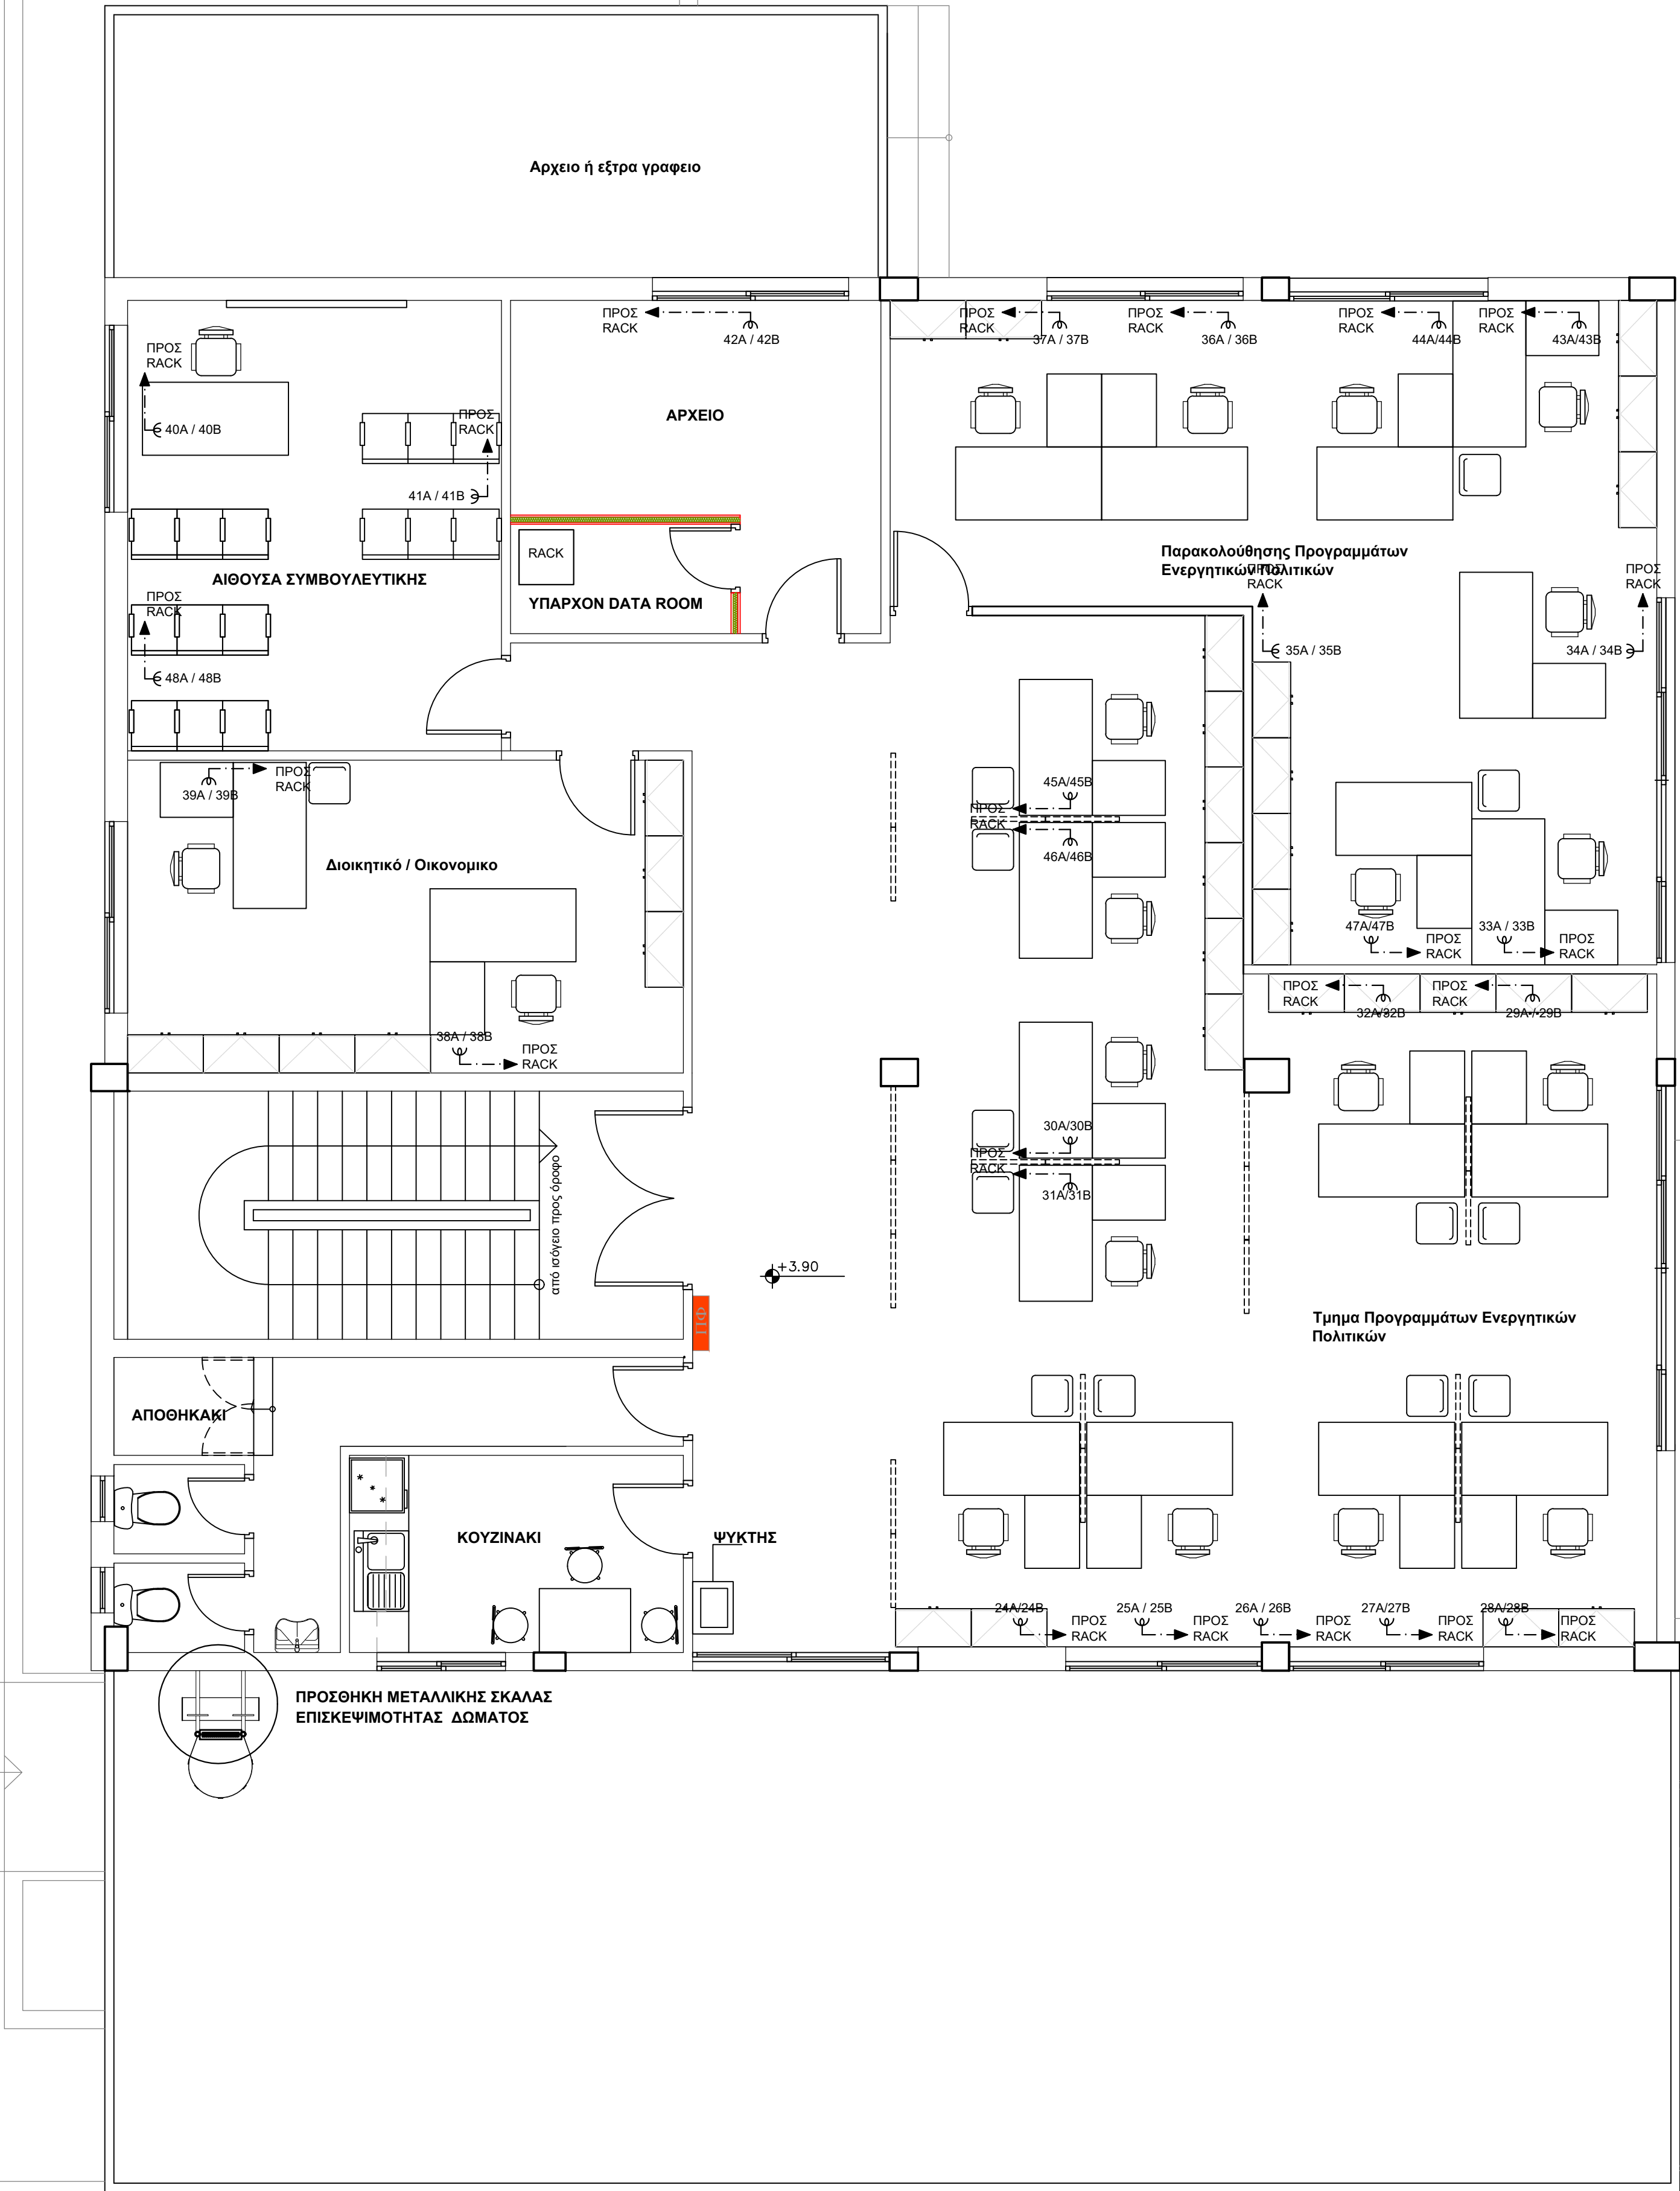 Αρχειο ή εξτρα γραφειο
ΠΡΟΣ
RACK
42A / 42B
ΠΡΟΣ
RACK
37A / 37B
ΠΡΟΣ
RACK
36A / 36B
ΠΡΟΣ
RACK
44A/44B
ΠΡΟΣ
RACK
43A/43B
ΠΡΟΣ
RACK
40A / 40B
ΠΡΟΣ
RACK
41A / 41B
ΑΡΧΕΙΟ
RACK
ΥΠΑΡΧΟΝ DATA ROOM
ΑΙΘΟΥΣΑ ΣΥΜΒΟΥΛΕΥΤΙΚΗΣ
ΠΡΟΣ
RACK
48A / 48B
Παρακολούθησης Προγραμμάτων
Ενεργητικών Πολιτικών
ΠΡΟΣ
RACK
35A / 35B
ΠΡΟΣ
RACK
34A / 34B
39A / 39B
ΠΡΟΣ
RACK
Διοικητικό / Οικονομικο
45A/45B
ΠΡΟΣ
RACK
46A/46B
47A/47B
ΠΡΟΣ
RACK
33A / 33B
ΠΡΟΣ
RACK
ΠΡΟΣ
RACK
32A/32B
ΠΡΟΣ
RACK
29A / 29B
38A / 38B
ΠΡΟΣ
RACK
30A/30B
ΠΡΟΣ
RACK
31A/31B
από ισόγειο προς όροφο
+3.90
ΠΦ
Τμημα Προγραμμάτων Ενεργητικών
Πολιτικών
ΑΠΟΘΗΚΑΚΙ
ΚΟΥΖΙΝΑΚΙ
ΨΥΚΤΗΣ
24A/24B
ΠΡΟΣ
RACK
25A / 25B
ΠΡΟΣ
RACK
26A / 26B
ΠΡΟΣ
RACK
27A/27B
ΠΡΟΣ
RACK
28A/28B
ΠΡΟΣ
RACK
ΠΡΟΣΘΗΚΗ ΜΕΤΑΛΛΙΚΗΣ ΣΚΑΛΑΣ
ΕΠΙΣΚΕΨΙΜΟΤΗΤΑΣ ΔΩΜΑΤΟΣ